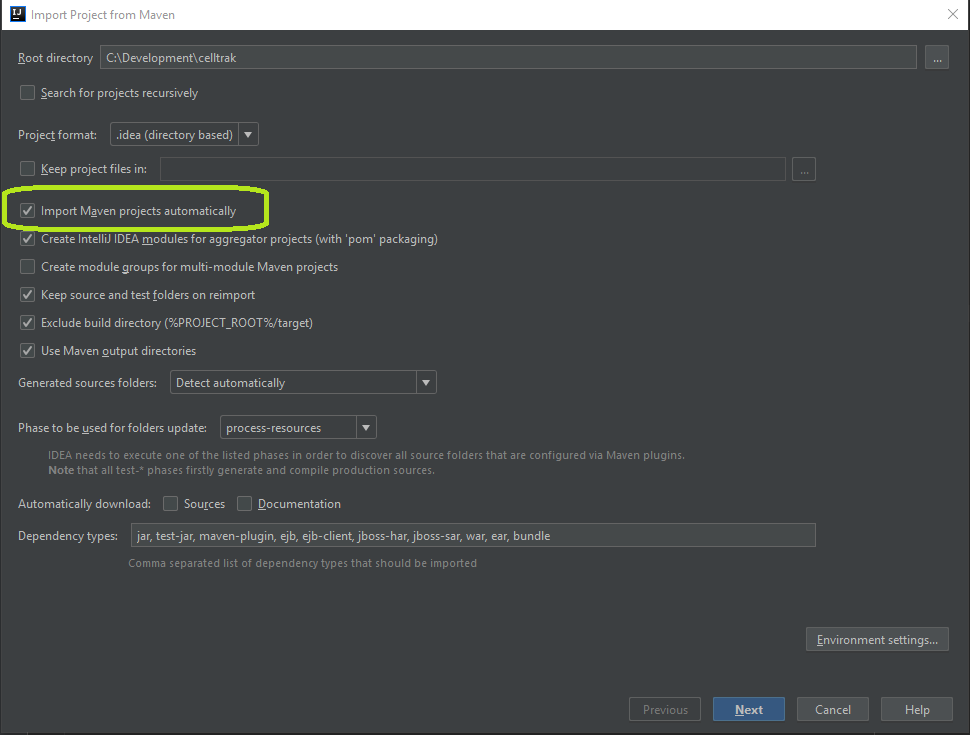 IJ Import Project from Maven
Root directory C:\Development\celltrak ...
Search for projects recursively
Project format: .idea (directory based)
Keep project files in: ...
Import Maven projects automatically
Create IntelliJ IDEA modules for aggregator projects (with 'pom' packaging)
Create module groups for multi-module Maven projects
Keep source and test folders on reimport
Exclude build directory (%PROJECT_ROOT%/target)
Use Maven output directories
Generated sources folders: Detect automatically
Phase to be used for folders update: process-resources
IDEA needs to execute one of the listed phases in order to discover all source folders that are configured via Maven plugins.
Note that all test-* phases firstly generate and compile production sources.
Automatically download: Sources Documentation
Dependency types: jar, test-jar, maven-plugin, ejb, ejb-client, jboss-har, jboss-sar, war, ear, bundle
Comma separated list of dependency types that should be imported
Environment settings...
Previous Next Cancel Help